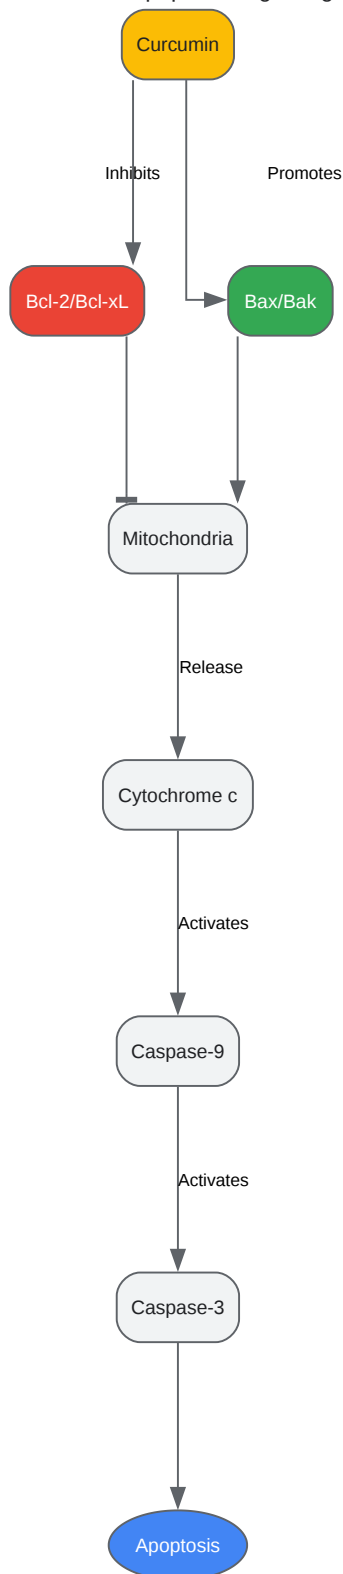 Curcumin
Inhibits
Promotes
Bcl-2/Bcl-xL
Bax/Bak
Mitochondria
Release
Cytochrome c
Activates
Caspase-9
Activates
Caspase-3
Apoptosis